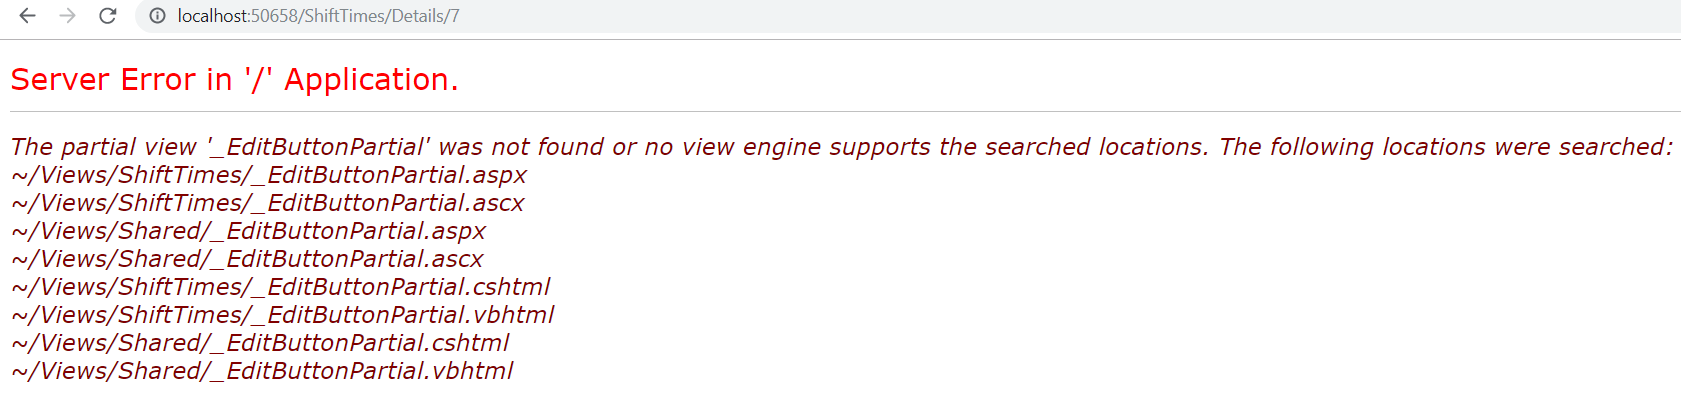 localhost:50658/ShiftTimes/Details/7
Server Error in '/' Application.
The partial view '_EditButtonPartial' was not found or no view engine supports the searched locations. The following locations were searched:
~/Views/ShiftTimes/_EditButtonPartial.aspx
~/Views/ShiftTimes/_EditButtonPartial.ascx
~/Views/Shared/_EditButtonPartial.aspx
~/Views/Shared/_EditButtonPartial.ascx
~/Views/ShiftTimes/_EditButtonPartial.cshtml
~/Views/ShiftTimes/_EditButtonPartial.vbhtml
~/Views/Shared/_EditButtonPartial.cshtml
~/Views/Shared/_EditButtonPartial.vbhtml